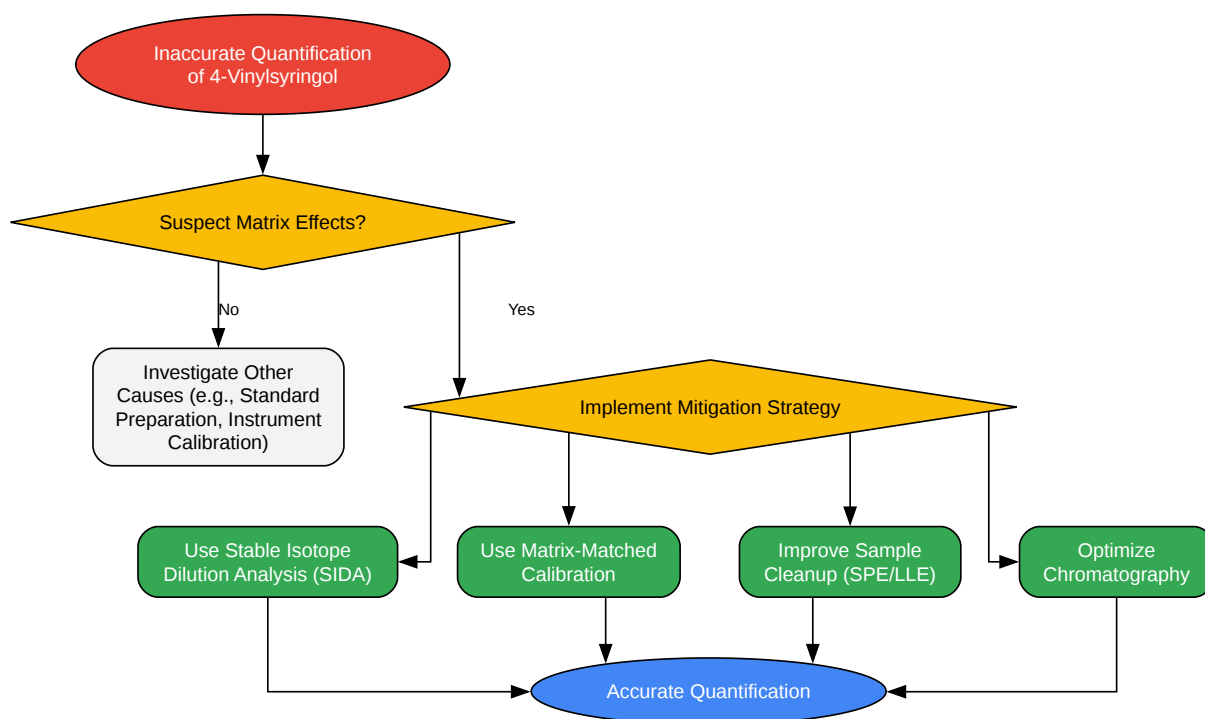 Inaccurate Quantification
of 4-Vinylsyringol
Suspect Matrix Effects?
No
Yes
Investigate Other
Causes (e.g., Standard
Preparation, Instrument
Calibration)
Implement Mitigation Strategy
Use Stable Isotope
Dilution Analysis (SIDA)
Use Matrix-Matched
Calibration
Improve Sample
Cleanup (SPE/LLE)
Optimize
Chromatography
Accurate Quantification